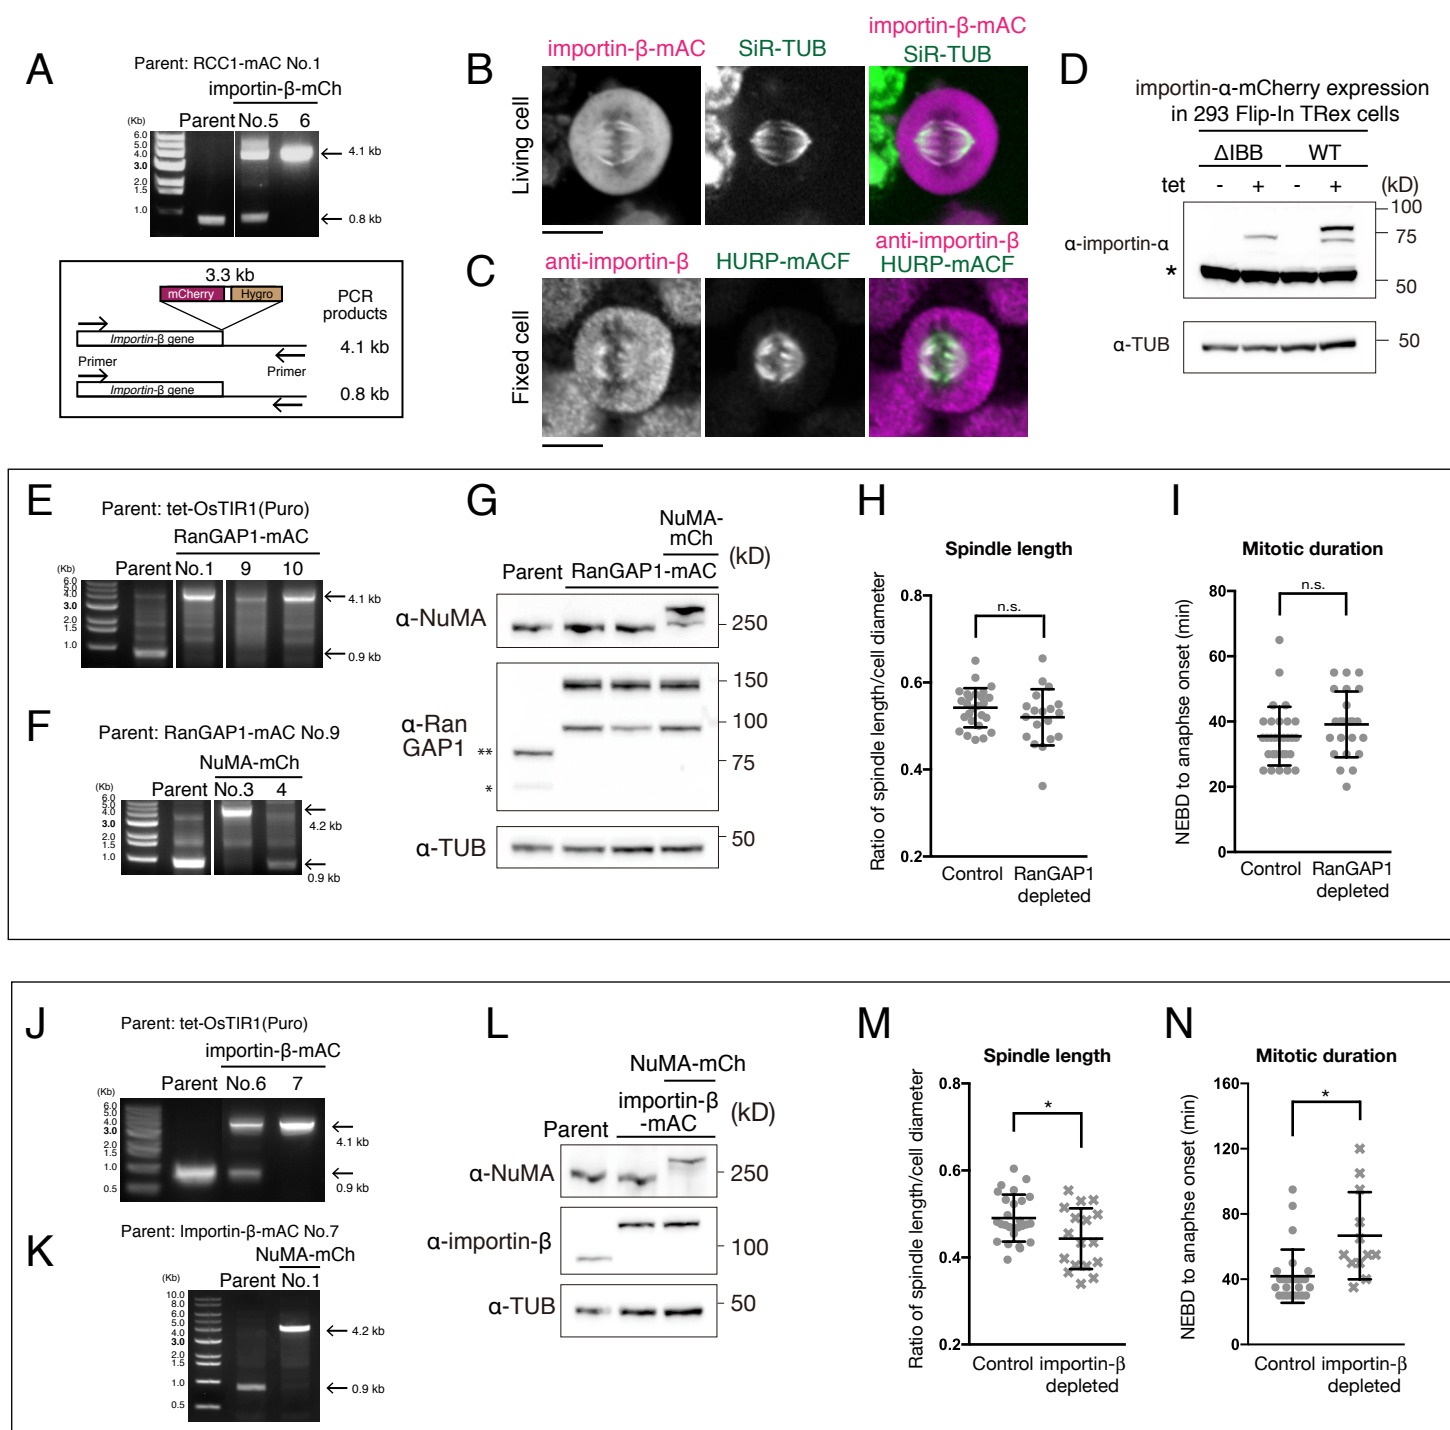 A
Parent: RCC1-mAC No.1
importin-β-mCh
(Kb) Parent No.5 6
6.0
5.0
4.0
3.0
2.0
1.5
1.0
4.1 kb
0.8 kb
3.3 kb
mCherry Hygro
PCR
products
Importin-β gene
4.1 kb
Primer
Primer
Importin-β gene
0.8 kb
B
importin-β-mAC
SiR-TUB
importin-β-mAC
SiR-TUB
Living cell
C
anti-importin-β
HURP-mACF
anti-importin-β
HURP-mACF
Fixed cell
D
importin-α-mCherry expression
in 293 Flip-In TRex cells
ΔIBB WT
tet - + - + (kD)
100
α-importin-α
75
*
50
α-TUB
50
E
Parent: tet-OsTIR1(Puro)
RanGAP1-mAC
(Kb) Parent No.1 9 10
6.0
5.0
4.0
3.0
2.0
1.5
1.0
4.1 kb
0.9 kb
F
Parent: RanGAP1-mAC No.9
NuMA-mCh
(Kb) Parent No.3 4
6.0
5.0
4.0
3.0
2.0
1.5
1.0
4.2 kb
0.9 kb
G
NuMA-
mCh
(kD)
Parent RanGAP1-mAC
α-NuMA
250
150
α-Ran
GAP1
100
**
75
*
α-TUB
50
H
Spindle length
Ratio of spindle length/cell diameter
0.8
n.s.
0.6
0.4
0.2
Control RanGAP1
depleted
I
Mitotic duration
NEBD to anaphse onset (min)
80
n.s.
60
40
20
0
Control RanGAP1
depleted
J
Parent: tet-OsTIR1(Puro)
importin-β-mAC
Parent No.6 7
(Kb)
6.0
5.0
4.0
3.0
2.0
1.5
1.0
0.5
4.1 kb
0.9 kb
K
Parent: Importin-β-mAC No.7
NuMA-mCh
(Kb) Parent No.1
10.0
8.0
6.0
5.0
4.0
3.0
2.0
1.5
1.0
0.5
4.2 kb
0.9 kb
L
NuMA-mCh
importin-β
-mAC
(kD)
Parent
α-NuMA
250
α-importin-β
100
α-TUB
50
M
Spindle length
Ratio of spindle length/cell diameter
0.8
*
0.6
0.4
0.2
Control importin-β
depleted
N
Mitotic duration
NEBD to anaphse onset (min)
160
*
120
80
40
0
Control importin-β
depleted